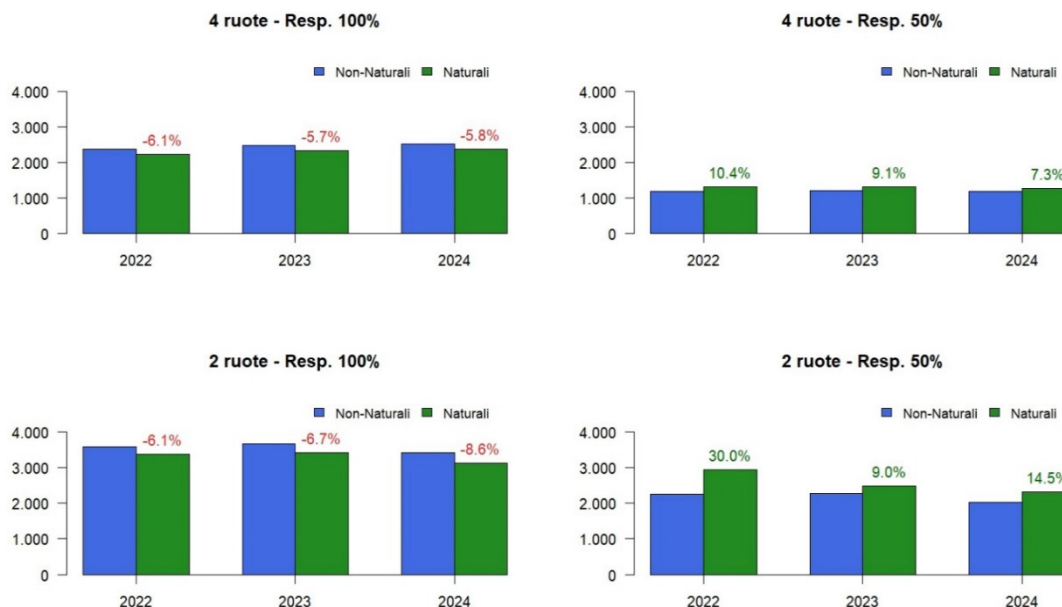 4 ruote - Resp. 100%
Non-Naturali Naturali
4.000
3.000
2.000
1.000
0
-6.1%
-5.7%
-5.8%
2022 2023 2024
4 ruote - Resp. 50%
Non-Naturali Naturali
4.000
3.000
2.000
1.000
0
10.4%
9.1%
7.3%
2022 2023 2024
2 ruote - Resp. 100%
Non-Naturali Naturali
4.000
3.000
2.000
1.000
0
-6.1%
-6.7%
-8.6%
2022 2023 2024
2 ruote - Resp. 50%
Non-Naturali Naturali
4.000
3.000
2.000
1.000
0
30.0%
9.0%
14.5%
2022 2023 2024